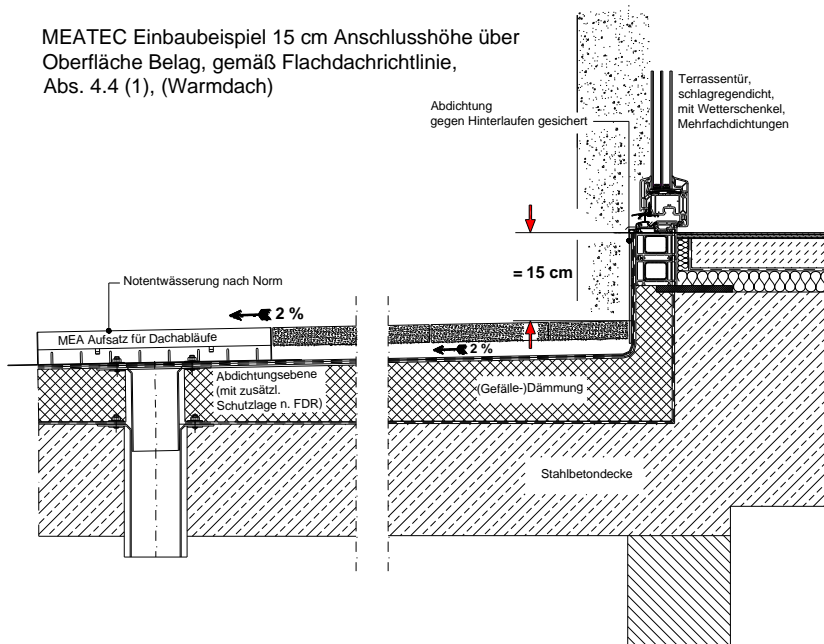 MEATEC Einbaubeispiel 15 cm Anschlusshöhe über
Oberfläche Belag, gemäß Flachdachrichtlinie,
Abs. 4.4 (1), (Warmdach)
Terrassentür,
schlagregendicht,
mit Wetterschenkel,
Mehrfachdichtungen
Abdichtung
gegen Hinterlaufen gesichert
= 15 cm
Notentwässerung nach Norm
2 %
MEA Aufsatz für Dachabläufe
2 %
Abdichtungsebene
(mit zusätzl.
Schutzlage n. FDR)
(Gefälle-)Dämmung
Stahlbetondecke